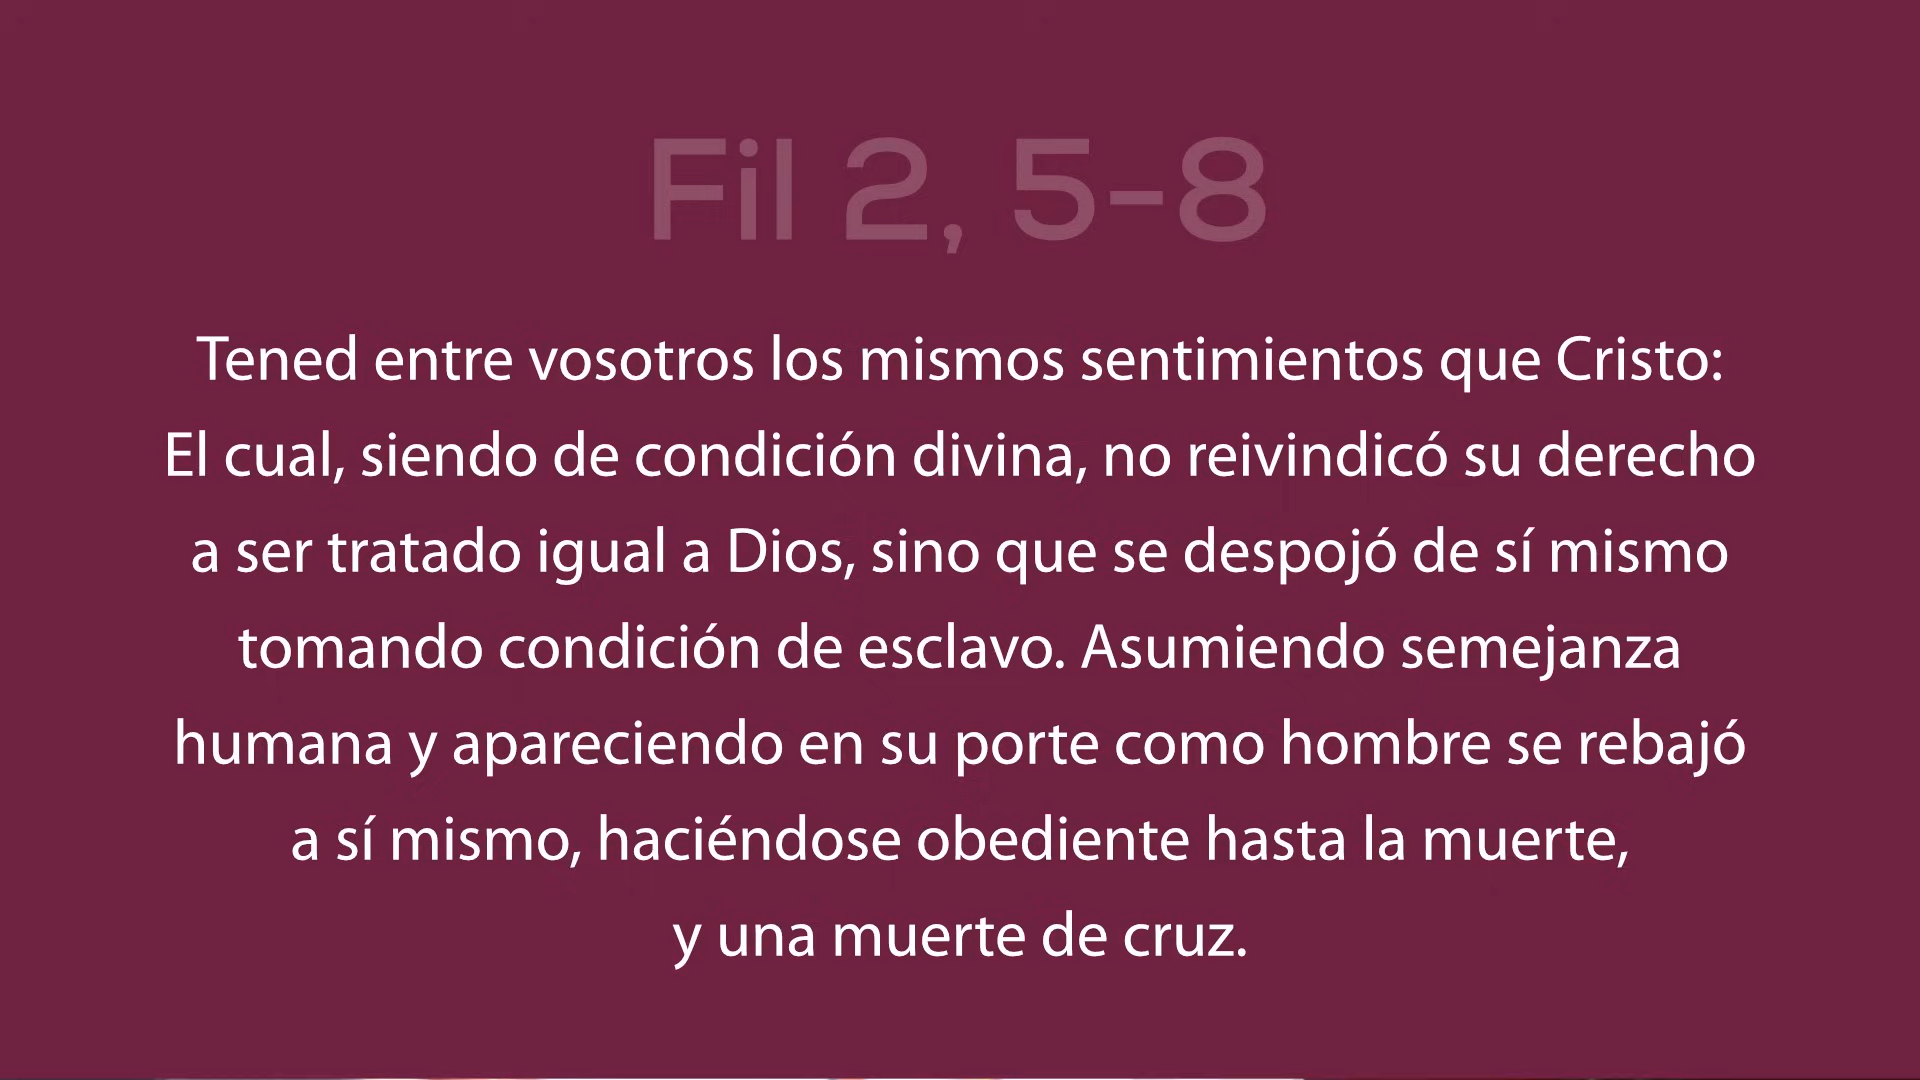 Fil 2, 5-8
Tened entre vosotros los mismos sentimientos que Cristo:
El cual, siendo de condición divina, no reivindicó su derecho
a ser tratado igual a Dios, sino que se despojó de sí mismo
tomando condición de esclavo. Asumiendo semejanza
humana y apareciendo en su porte como hombre se rebajó
a sí mismo, haciéndose obediente hasta la muerte,
y una muerte de cruz.